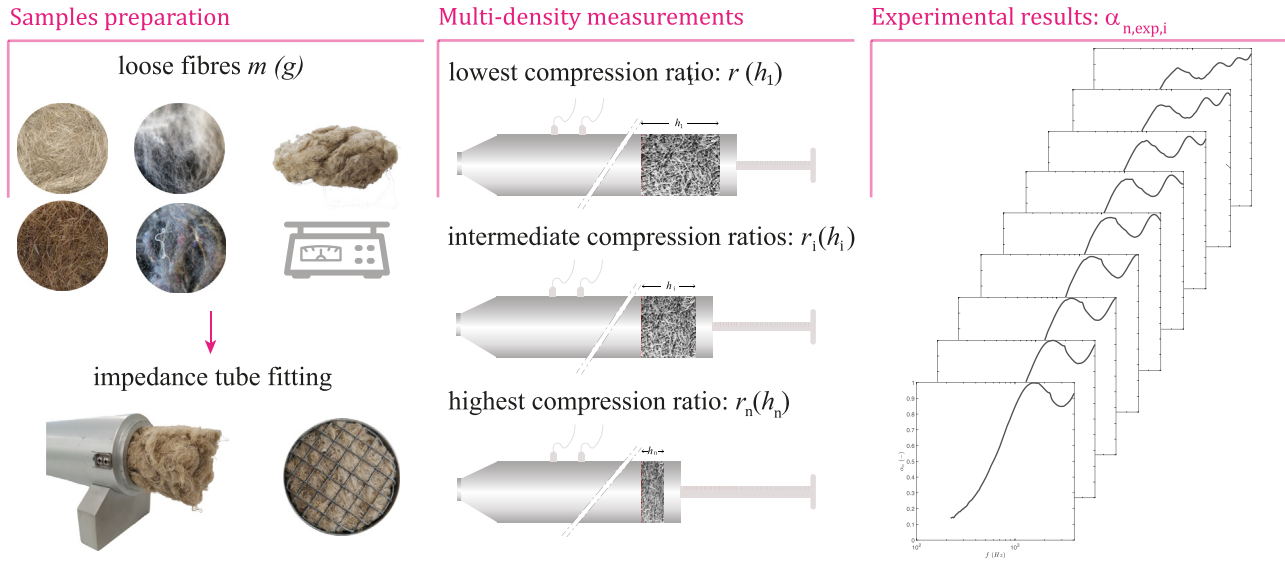 Samples preparation
loose fibres m (g)
impedance tube fitting
Multi-density measurements
lowest compression ratio: r (h₁)
h₁
intermediate compression ratios: rᵢ(hᵢ)
hᵢ
highest compression ratio: rₙ(hₙ)
hₙ
Experimental results: αₙ,ₑₓₚ,ᵢ
1
0.9
0.8
0.7
0.6
0.5
0.4
0.3
0.2
0.1
0
10²
10³
f (Hz)